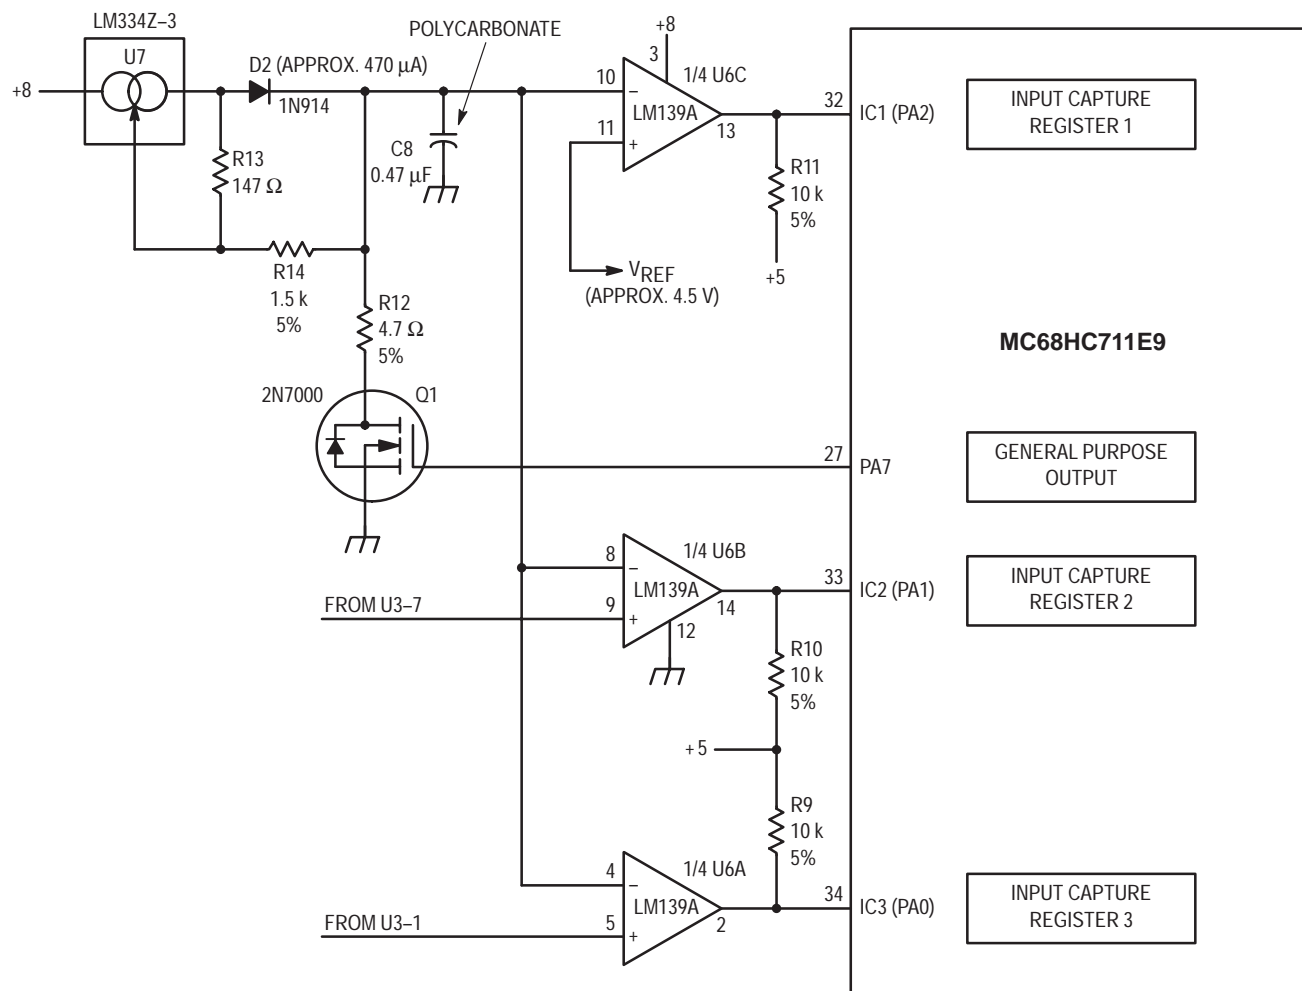 LM334Z–3
U7
+8
D2 (APPROX. 470 µA)
1N914
POLYCARBONATE
C8
0.47 µF
R13
147 Ω
R14
1.5 k
5%
R12
4.7 Ω
5%
2N7000
Q1
+8
3
1/4 U6C
10
–
LM139A
11
+
13
VREF
(APPROX. 4.5 V)
R11
10 k
5%
+5
32
IC1 (PA2)
INPUT CAPTURE
REGISTER 1
MC68HC711E9
27
PA7
GENERAL PURPOSE
OUTPUT
1/4 U6B
8
–
LM139A
FROM U3–7
9
+
14
12
33
IC2 (PA1)
INPUT CAPTURE
REGISTER 2
R10
10 k
5%
+ 5
R9
10 k
5%
1/4 U6A
4
–
LM139A
FROM U3–1
5
+
2
34
IC3 (PA0)
INPUT CAPTURE
REGISTER 3